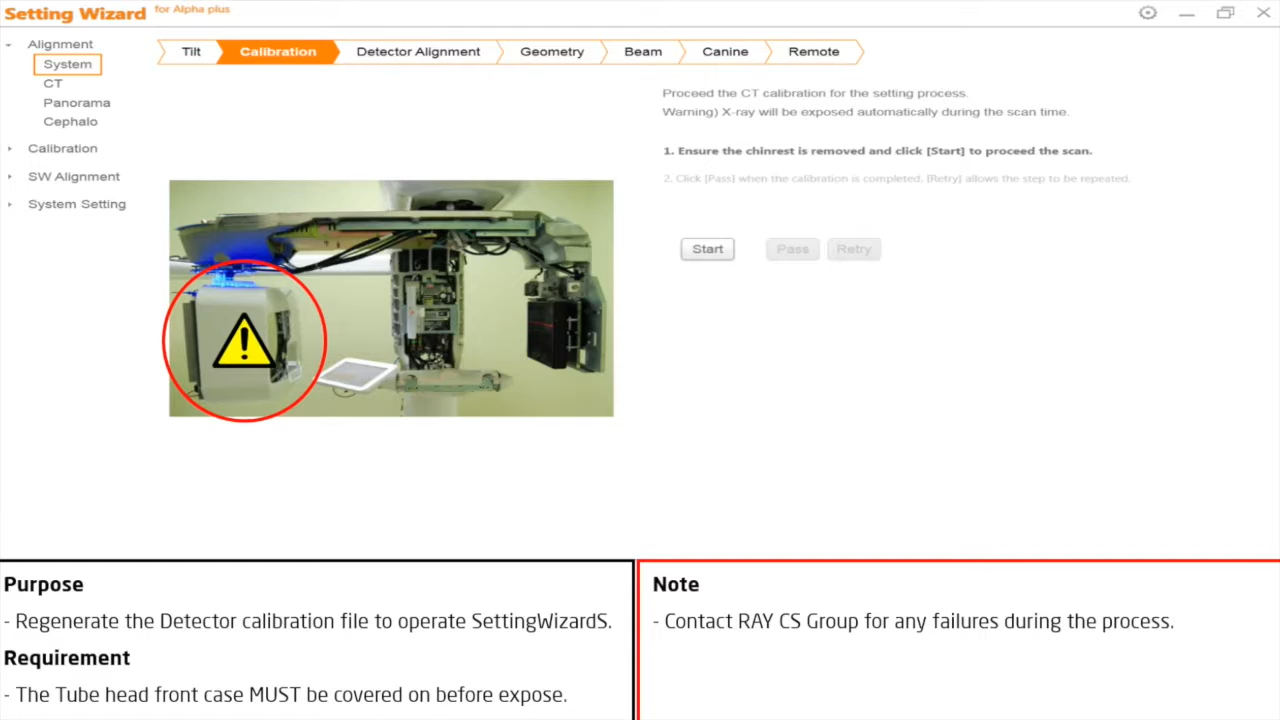 Setting Wizard for Alpha plus
Alignment
System
CT
Panorama
Cephalo
Calibration
SW Alignment
System Setting
Tilt
Calibration
Detector Alignment
Geometry
Beam
Canine
Remote
Proceed the CT calibration for the setting process.
Warning) X-ray will be exposed automatically during the scan time.
1. Ensure the chinrest is removed and click [Start] to proceed the scan.
2. Click [Pass] when the calibration is completed. [Retry] allows the step to be repeated.
Start
Pass
Retry
Purpose
- Regenerate the Detector calibration file to operate SettingWizardS.
Requirement
- The Tube head front case MUST be covered on before expose.
Note
- Contact RAY CS Group for any failures during the process.